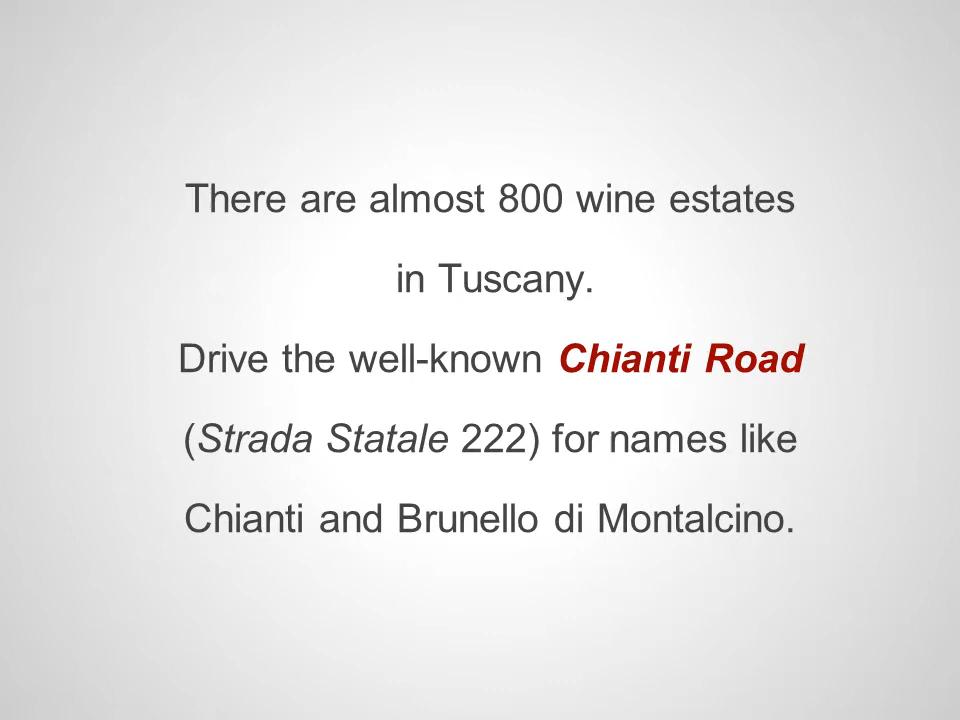 There are almost 800 wine estates
in Tuscany.
Drive the well-known Chianti Road
(Strada Statale 222) for names like
Chianti and Brunello di Montalcino.